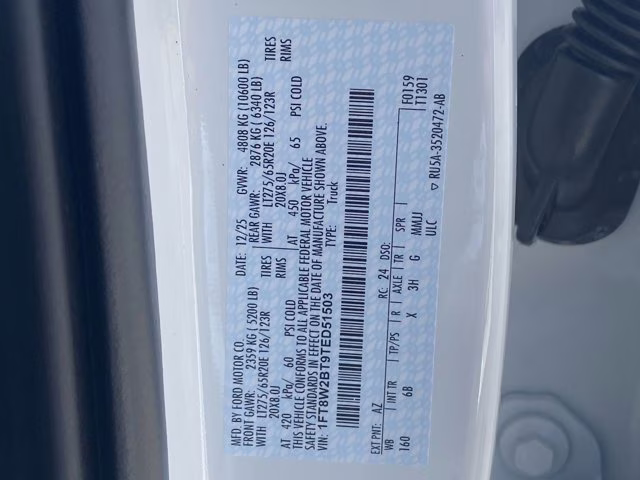 MFD. BY FORD MOTOR CO.
DATE: 12/25 GVWR: 4808 KG (10600 LB)
FRONT GAWR: 2359 KG (5200 LB) REAR GAWR: 2876 KG (6340 LB)
LT275/65R20E 126/123R TIRES WITH LT275/65R20E 126/123R TIRES
20X8.0J RIMS 20X8.0J RIMS
AT 420 kPa/ 60 PSI COLD AT 450 kPa/ 65 PSI COLD
THIS VEHICLE CONFORMS TO ALL APPLICABLE FEDERAL MOTOR VEHICLE
SAFETY STANDARDS IN EFFECT ON THE DATE OF MANUFACTURE SHOWN ABOVE.
VIN: 1FT8W2BT9TED51503 TYPE: Truck
EXT PNT: AZ RC: 24 DSO: F0159
WB INT TR TP/PS R AXLE TR SPR T1301
160 6B X 3H G MMJJ
ULC
RU5A-3520472-AB